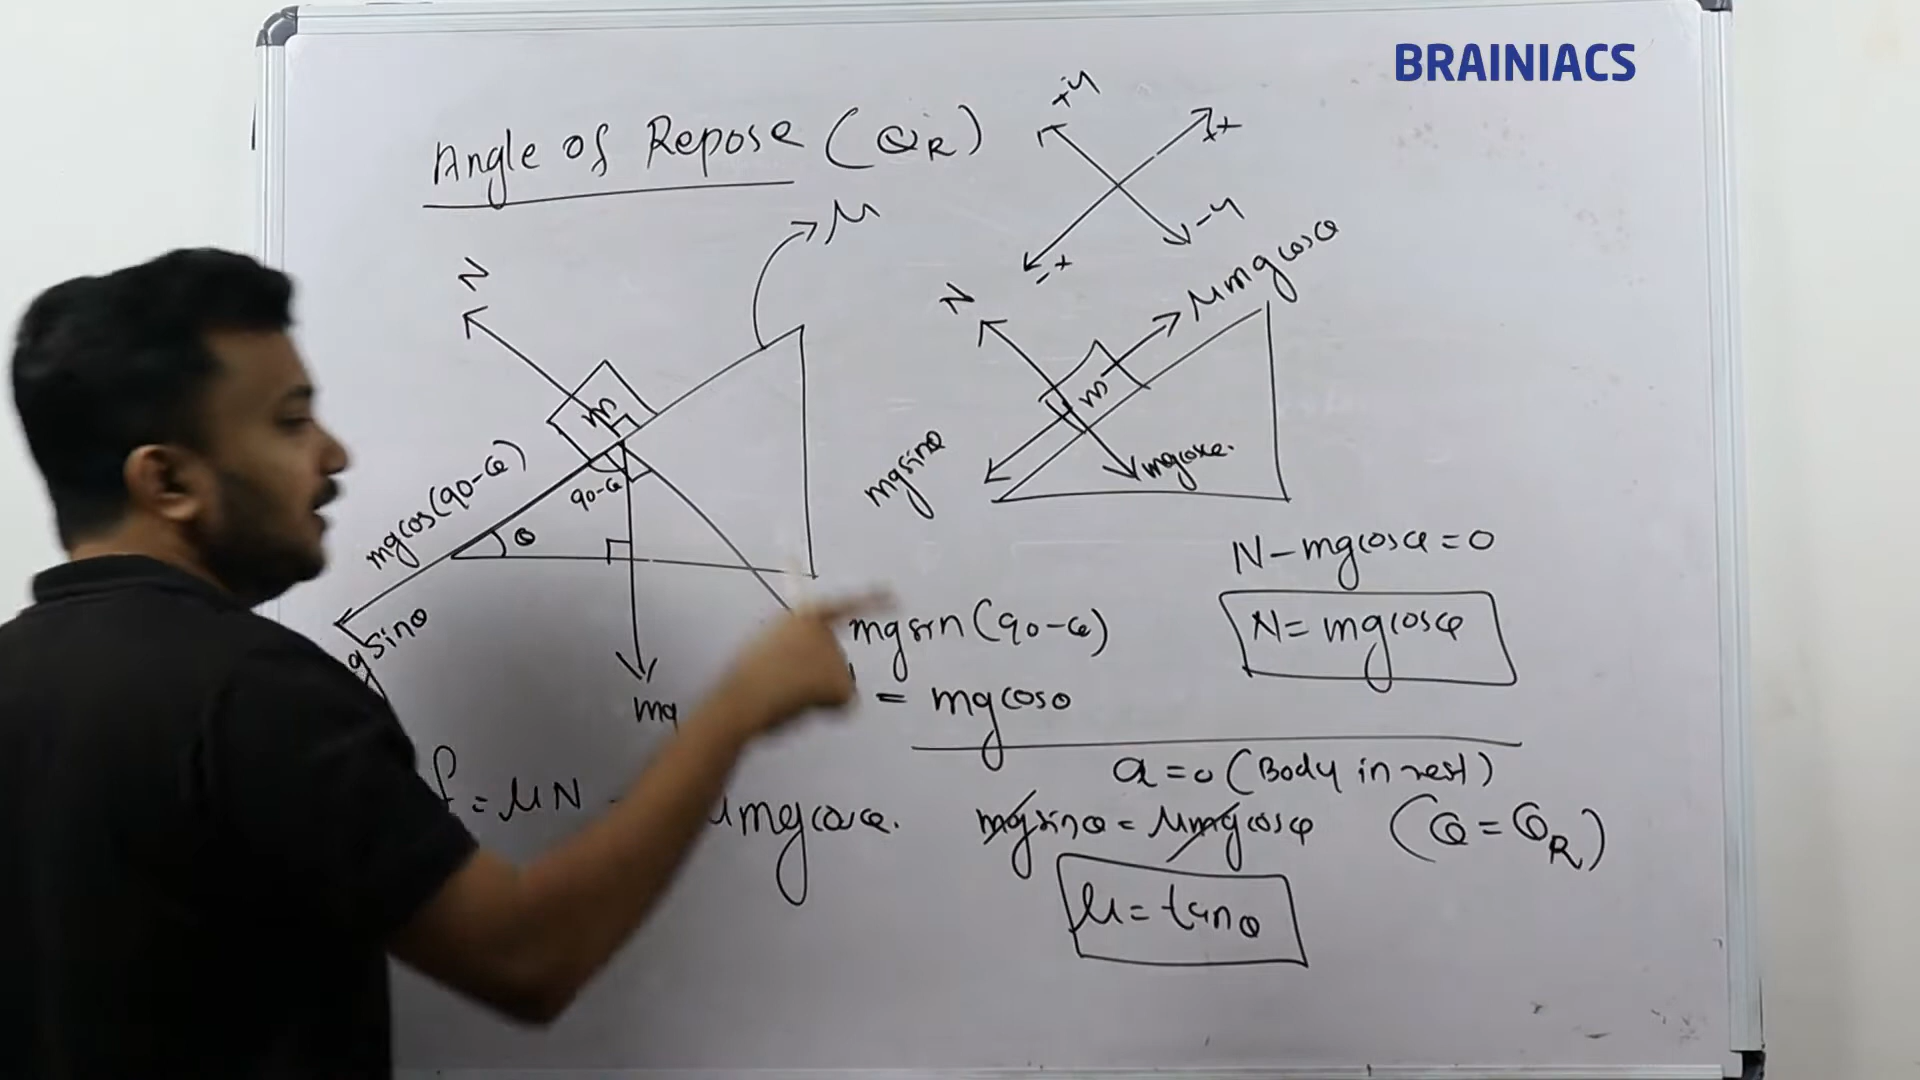 BRAINIACS
Angle of Repose (θR)
+y
+x
-x
-y
μ
N
m
mgcos(90-θ)
90-θ
θ
gsinθ
mg
mgsin(90-θ)
= mgcosθ
f = μN
μmgcosθ.
N
μmgcosθ
m
mgsinθ
mgcosθ.
N-mgcosθ=0
N=mgcosθ
a=0 (Body in rest)
mgsinθ = μmgcosθ (θ=θR)
μ=tanθ